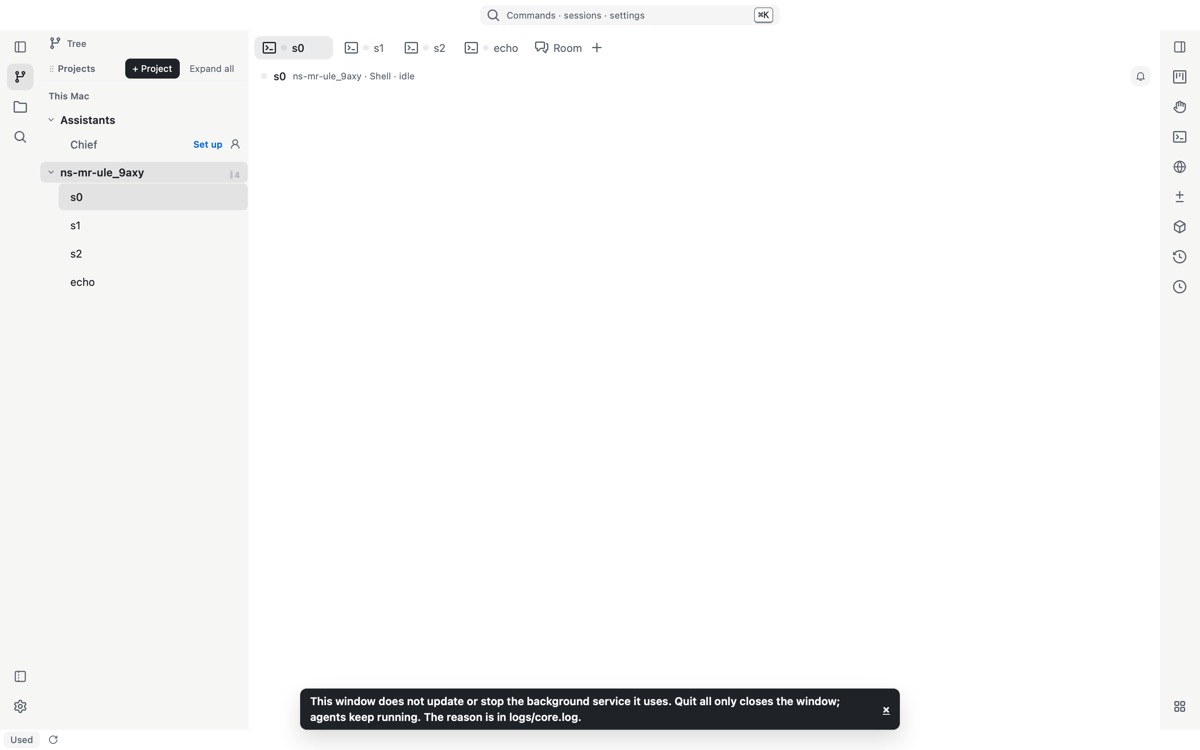 Commands · sessions · settings
⌘K
Tree
Projects
+ Project
Expand all
This Mac
Assistants
Chief
Set up
ns-mr-ule_9axy
4
s0
s1
s2
echo
s0
s1
s2
echo
Room
s0 ns-mr-ule_9axy · Shell · idle
This window does not update or stop the background service it uses. Quit all only closes the window;
agents keep running. The reason is in logs/core.log.
×
Used